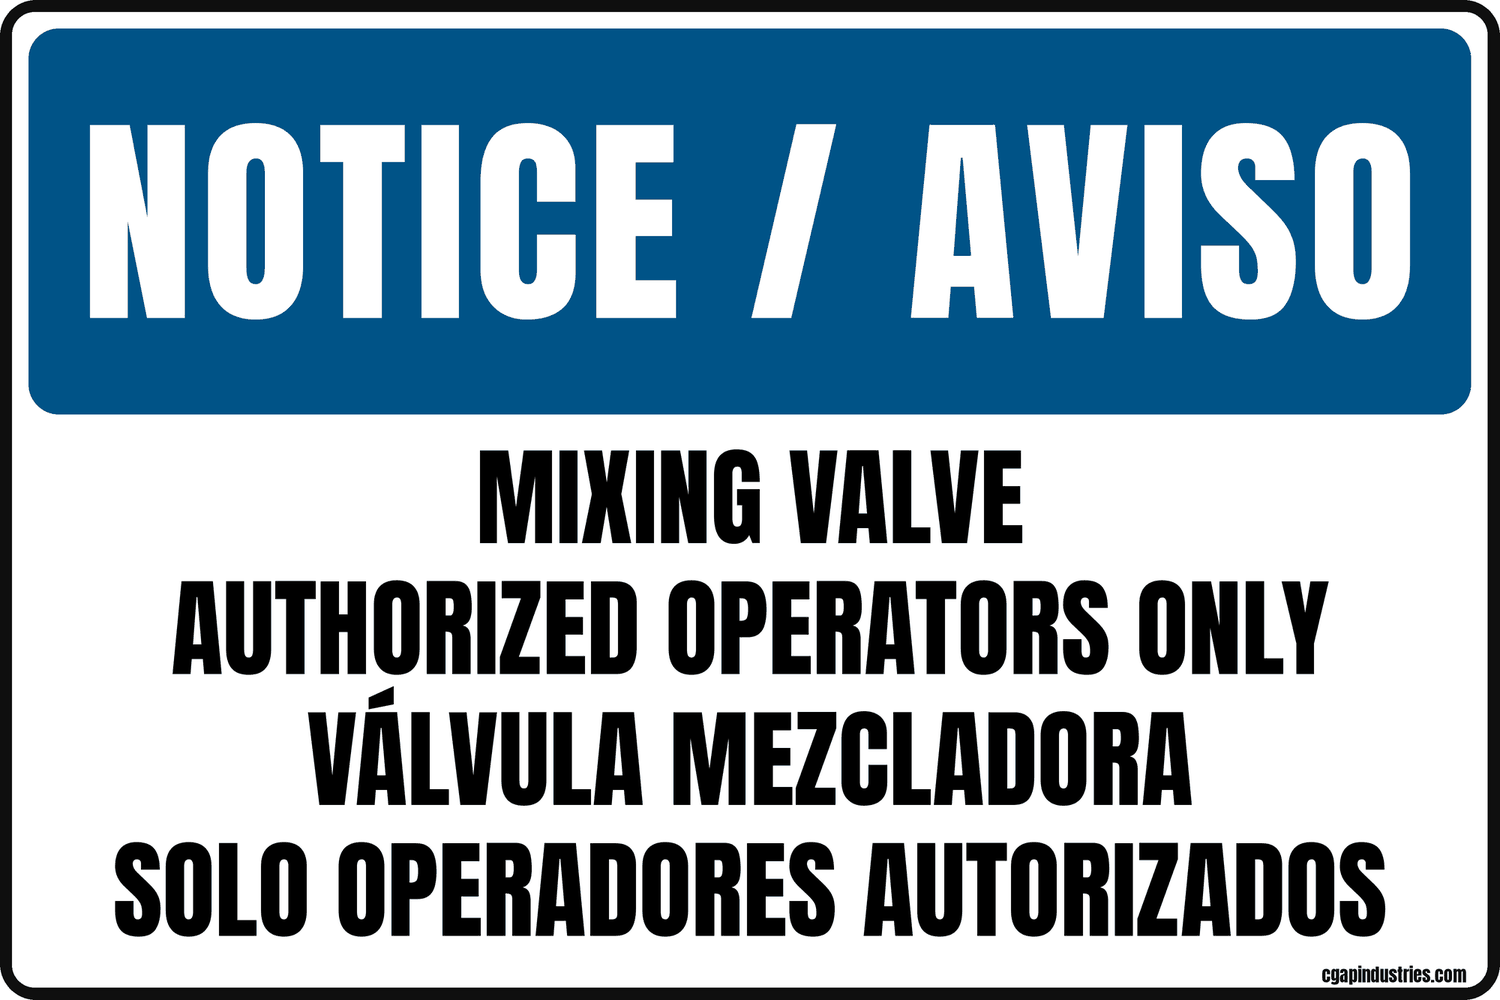 NOTICE / AVISO
MIXING VALVE
AUTHORIZED OPERATORS ONLY
VÁLVULA MEZCLADORA
SOLO OPERADORES AUTORIZADOS
cgapindustries.com